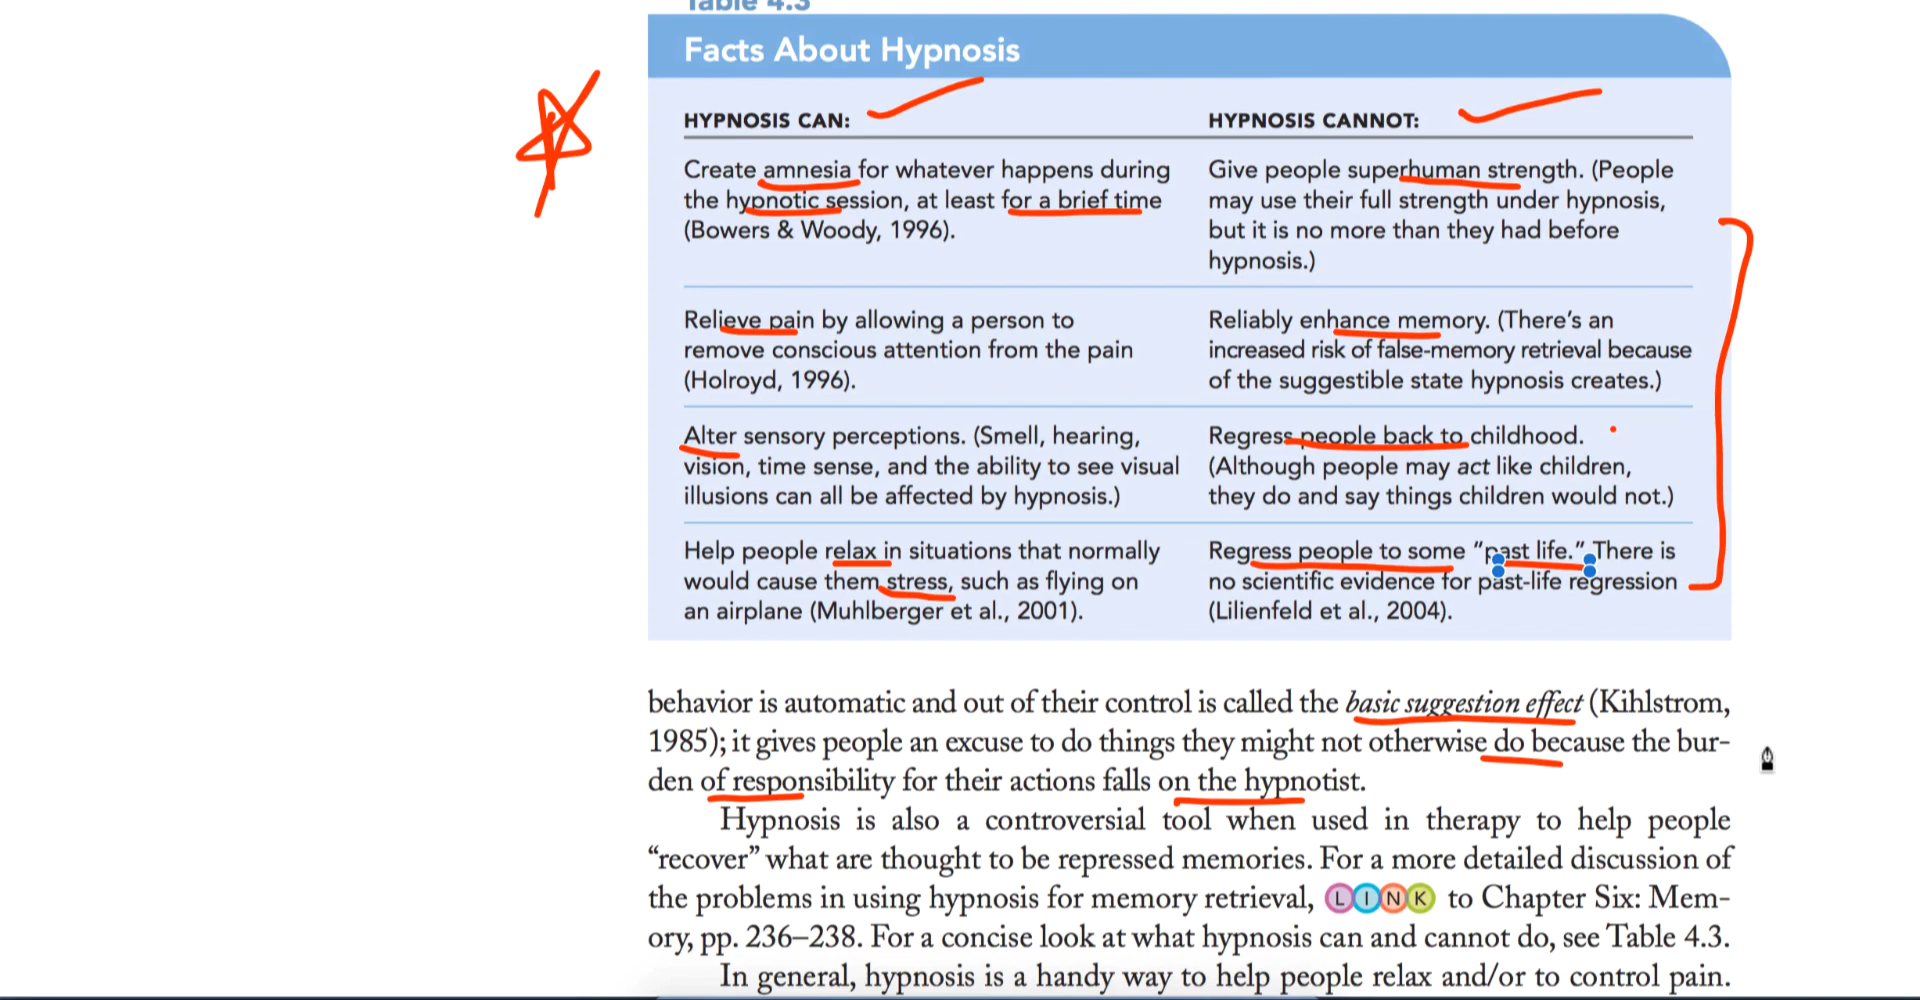 Table 4.3
Facts About Hypnosis
HYPNOSIS CAN:
HYPNOSIS CANNOT:
Create amnesia for whatever happens during
the hypnotic session, at least for a brief time
(Bowers & Woody, 1996).
Give people superhuman strength. (People
may use their full strength under hypnosis,
but it is no more than they had before
hypnosis.)
Relieve pain by allowing a person to
remove conscious attention from the pain
(Holroyd, 1996).
Reliably enhance memory. (There’s an
increased risk of false-memory retrieval because
of the suggestible state hypnosis creates.)
Alter sensory perceptions. (Smell, hearing,
vision, time sense, and the ability to see visual
illusions can all be affected by hypnosis.)
Regress people back to childhood.
(Although people may act like children,
they do and say things children would not.)
Help people relax in situations that normally
would cause them stress, such as flying on
an airplane (Muhlberger et al., 2001).
Regress people to some “past life.” There is
no scientific evidence for past-life regression
(Lilienfeld et al., 2004).
behavior is automatic and out of their control is called the basic suggestion effect (Kihlstrom,
1985); it gives people an excuse to do things they might not otherwise do because the bur-
den of responsibility for their actions falls on the hypnotist.
Hypnosis is also a controversial tool when used in therapy to help people
“recover” what are thought to be repressed memories. For a more detailed discussion of
the problems in using hypnosis for memory retrieval, LINK to Chapter Six: Mem-
ory, pp. 236–238. For a concise look at what hypnosis can and cannot do, see Table 4.3.
In general, hypnosis is a handy way to help people relax and/or to control pain.